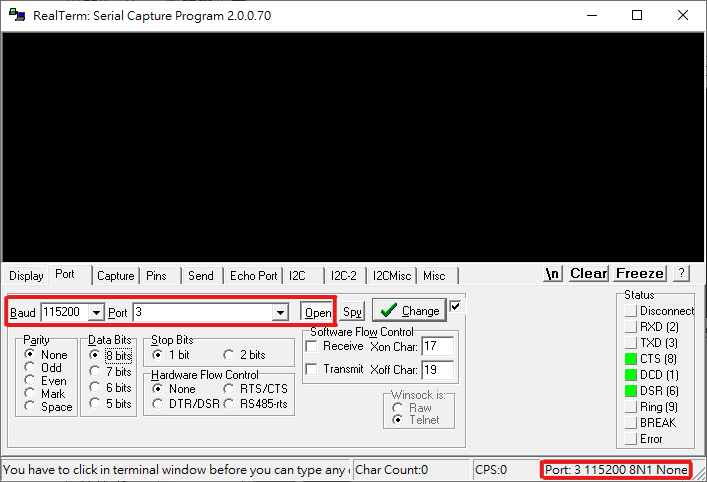 RealTerm: Serial Capture Program 2.0.0.70
Display Port Capture Pins Send Echo Port I2C I2C-2 I2CMisc Misc \n Clear Freeze ?
Baud 115200 Port 3 Open Spy Change
Parity
None
Odd
Even
Mark
Space
Data Bits
8 bits
7 bits
6 bits
5 bits
Stop Bits
1 bit 2 bits
Hardware Flow Control
None RTS/CTS
DTR/DSR RS485-rts
Software Flow Control
Receive Xon Char: 17
Transmit Xoff Char: 19
Winsock is:
Raw
Telnet
Status
Disconnect
RXD (2)
TXD (3)
CTS (8)
DCD (1)
DSR (6)
Ring (9)
BREAK
Error
You have to click in terminal window before you can type any Char Count:0 CPS:0 Port: 3 115200 8N1 None